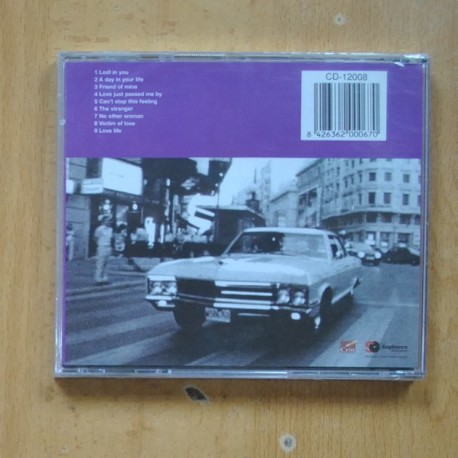 1 Lost in you
2 A day in your life
3 Friend of mine
4 Love just passed me by
5 Can't stop this feeling
6 The stranger
7 No other woman
8 Victim of love
9 Love life
CD-12008
8 426362 000670